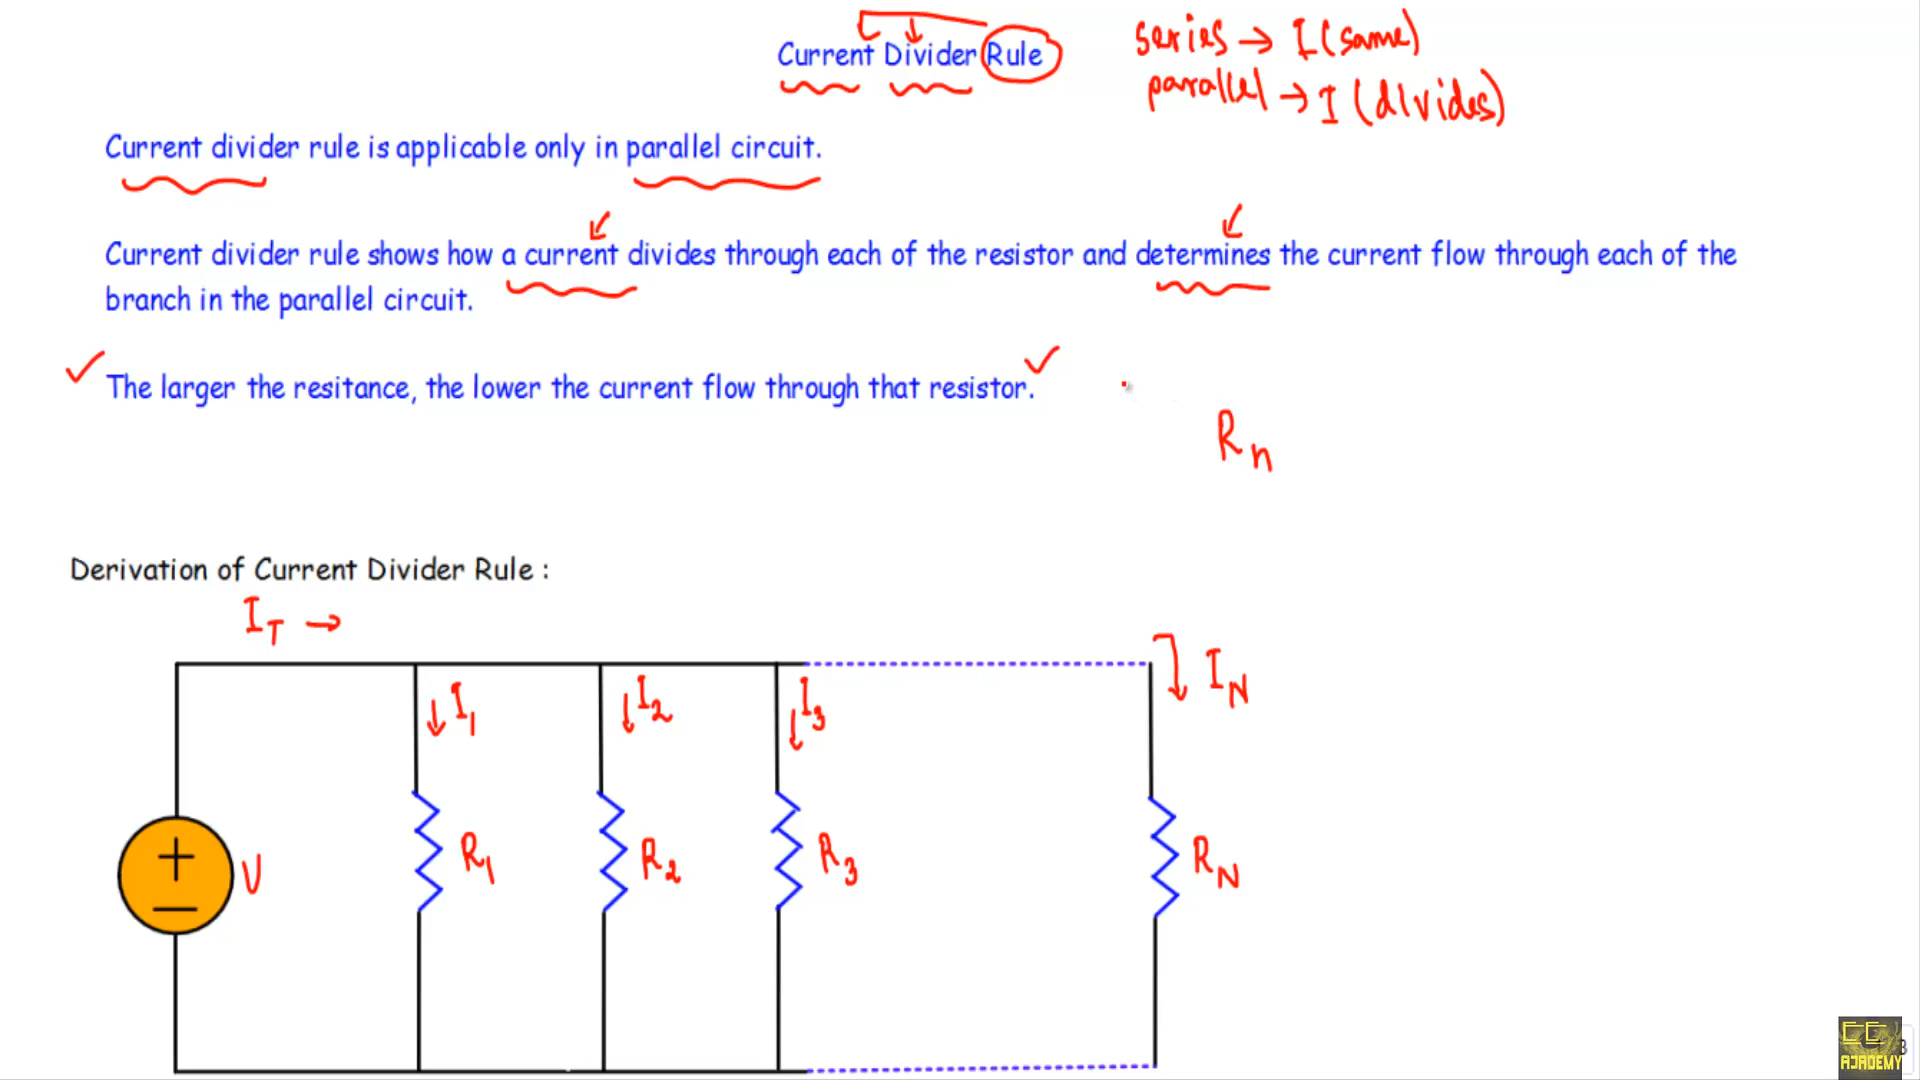 Current Divider Rule
series → I (same)
parallel → I (divides)
Current divider rule is applicable only in parallel circuit.
Current divider rule shows how a current divides through each of the resistor and determines the current flow through each of the
branch in the parallel circuit.
✓ The larger the resitance, the lower the current flow through that resistor. ✓
Rn
Derivation of Current Divider Rule :
IT →
I1
I2
I3
IN
V
R1
R2
R3
RN
EE
AJADEMY